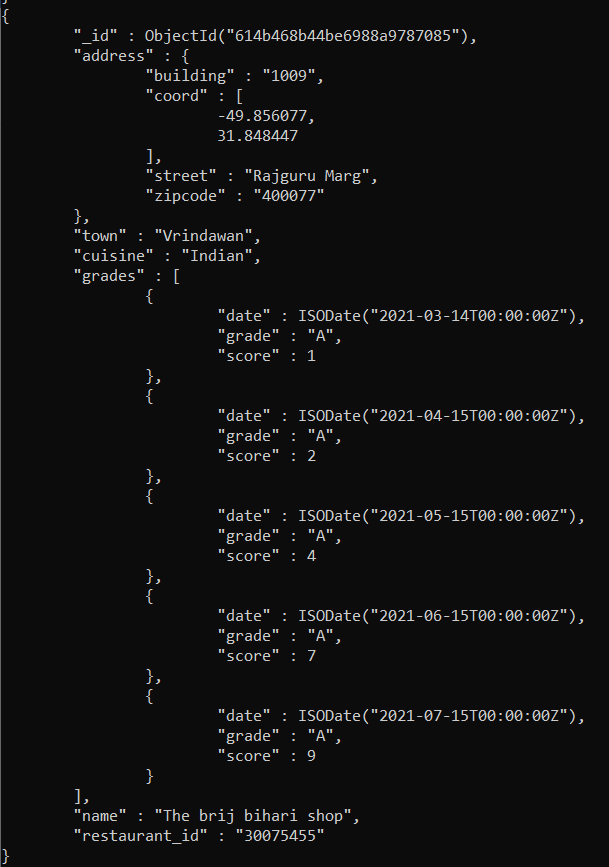 }
{
"_id" : ObjectId("614b468b44be6988a9787085"),
"address" : {
"building" : "1009",
"coord" : [
-49.856077,
31.848447
],
"street" : "Rajguru Marg",
"zipcode" : "400077"
},
"town" : "Vrindawan",
"cuisine" : "Indian",
"grades" : [
{
"date" : ISODate("2021-03-14T00:00:00Z"),
"grade" : "A",
"score" : 1
},
{
"date" : ISODate("2021-04-15T00:00:00Z"),
"grade" : "A",
"score" : 2
},
{
"date" : ISODate("2021-05-15T00:00:00Z"),
"grade" : "A",
"score" : 4
},
{
"date" : ISODate("2021-06-15T00:00:00Z"),
"grade" : "A",
"score" : 7
},
{
"date" : ISODate("2021-07-15T00:00:00Z"),
"grade" : "A",
"score" : 9
}
],
"name" : "The brij bihari shop",
"restaurant_id" : "30075455"
}